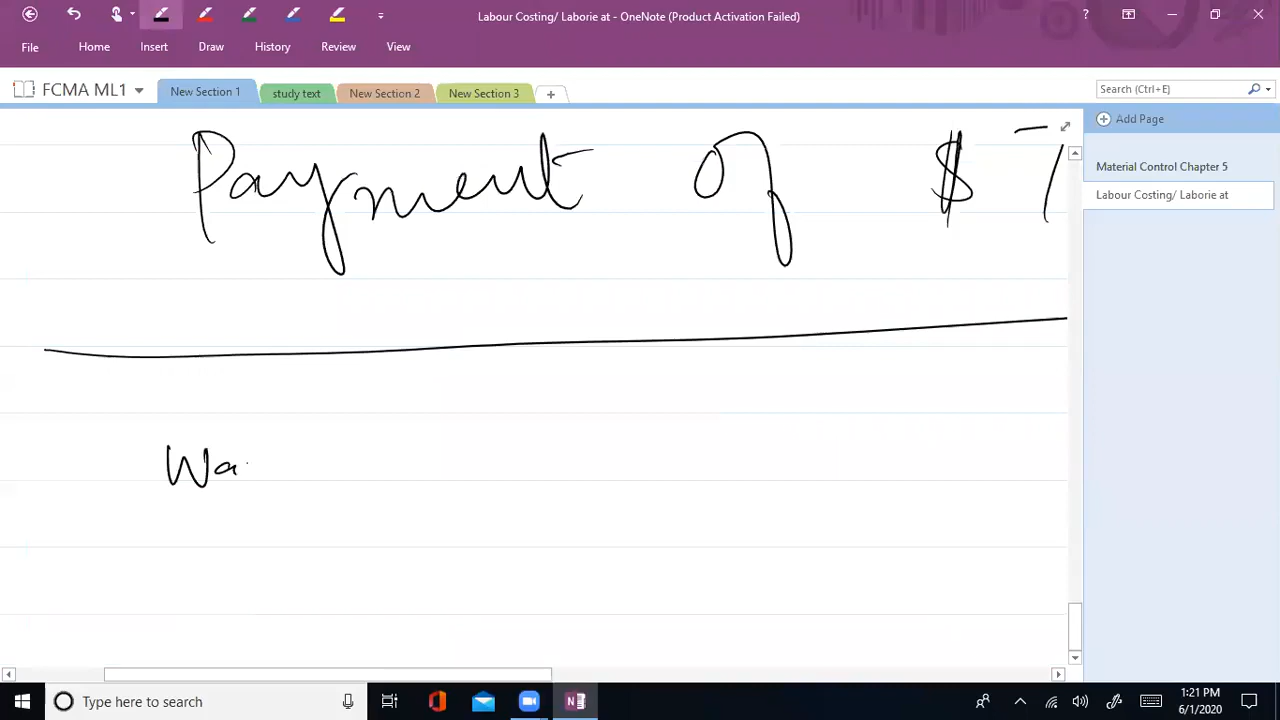 Labour Costing/ Laborie at - OneNote (Product Activation Failed)
File Home Insert Draw History Review View
FCMA ML1 New Section 1 study text New Section 2 New Section 3
Search (Ctrl+E)
Add Page
Material Control Chapter 5
Labour Costing/ Laborie at
Payment of $
Wa
Type here to search
1:21 PM
6/1/2020